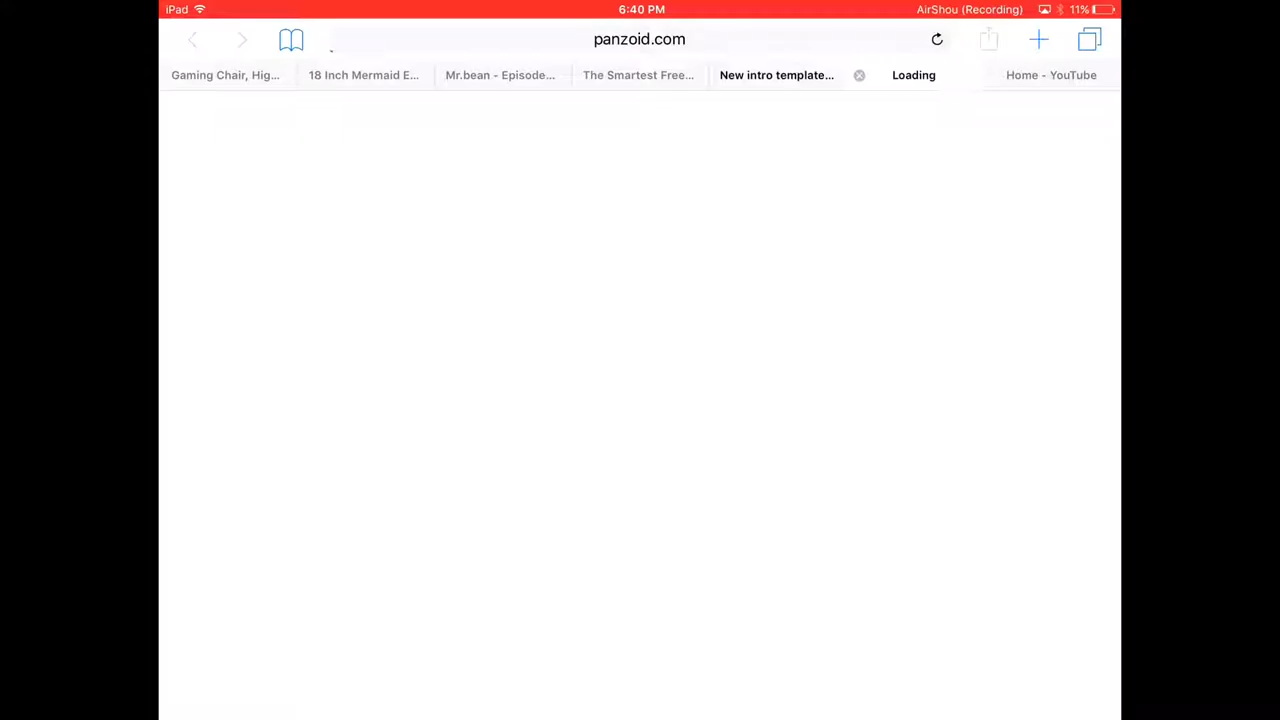 iPad 6:40 PM AirShou (Recording) 11%
panzoid.com
Gaming Chair, Hig... 18 Inch Mermaid E... Mr.bean - Episode... The Smartest Free... New intro template... Loading Home - YouTube